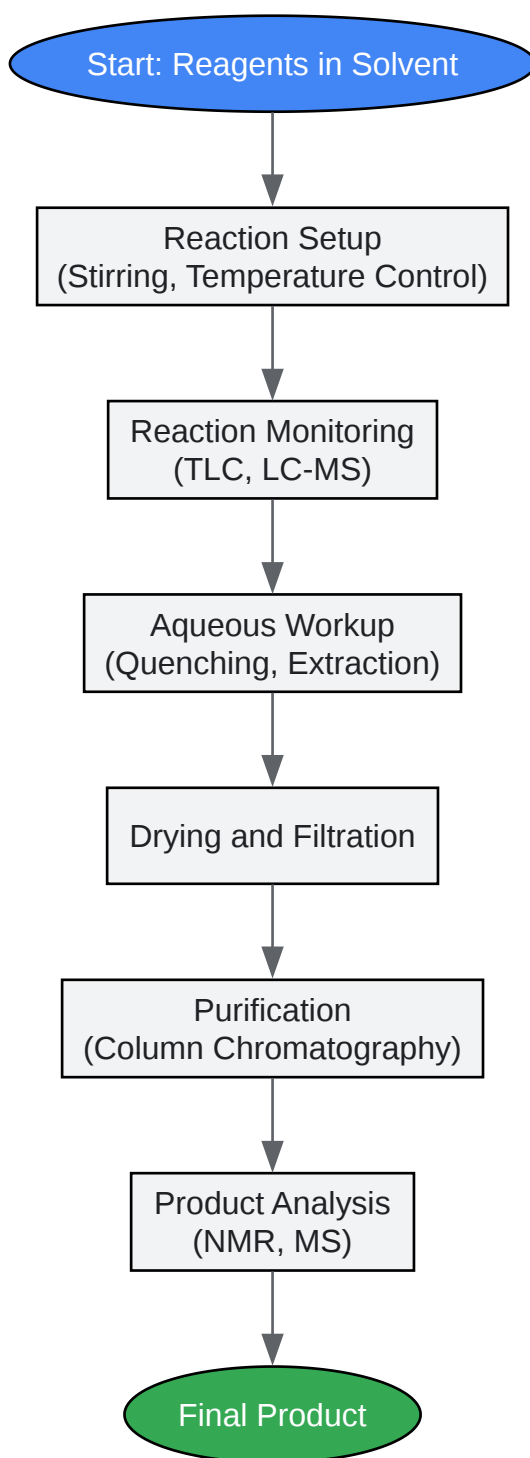 Start: Reagents in Solvent
Reaction Setup
(Stirring, Temperature Control)
Reaction Monitoring
(TLC, LC-MS)
Aqueous Workup
(Quenching, Extraction)
Drying and Filtration
Purification
(Column Chromatography)
Product Analysis
(NMR, MS)
Final Product